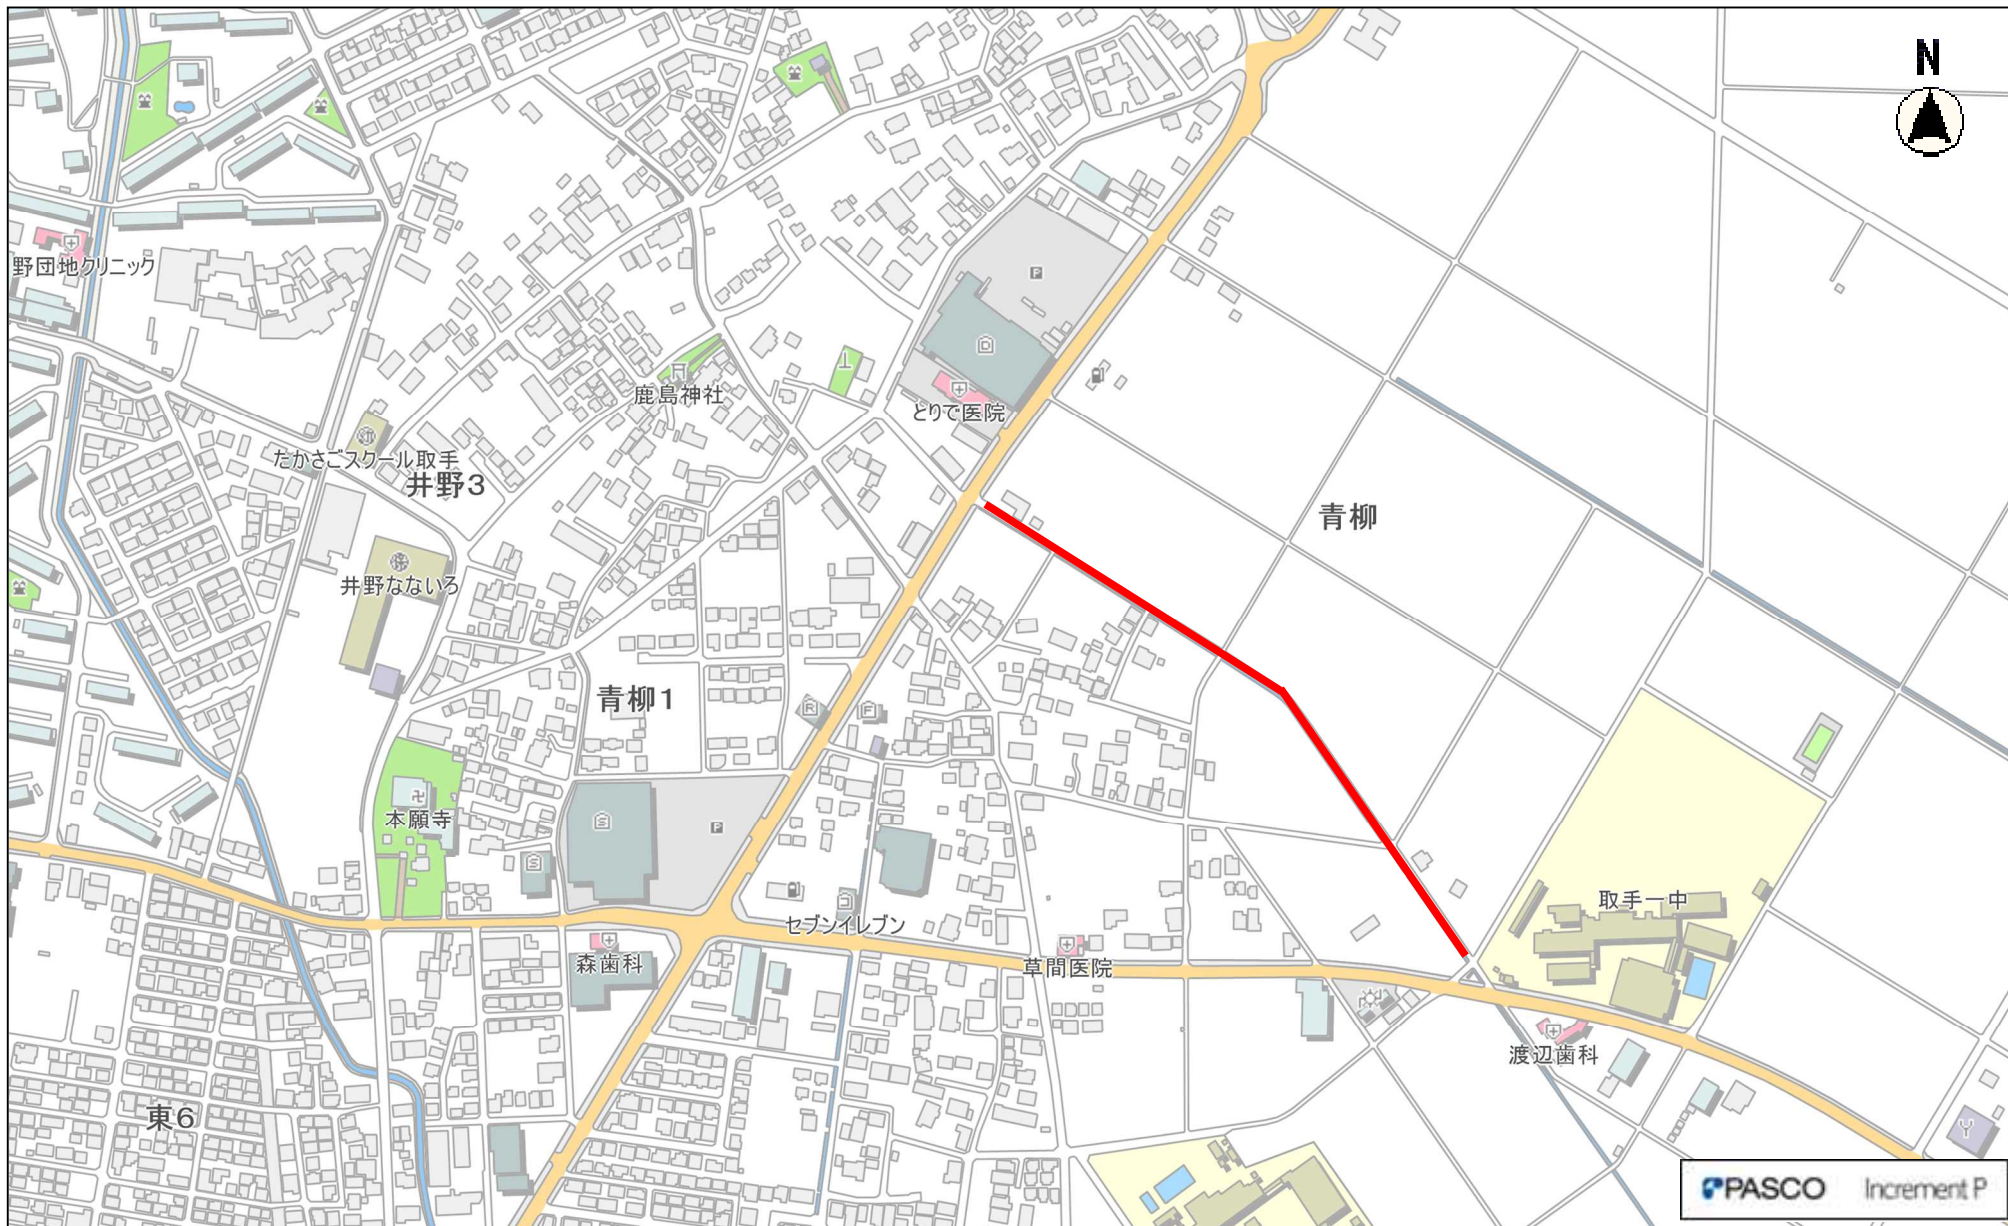 N
野団地クリニック
鹿島神社
とりで医院
たかさごスクール取手
井野3
青柳
井野なないろ
青柳1
本願寺
取手一中
セブンイレブン
森歯科
草間医院
渡辺歯科
東6
PASCO Increment P